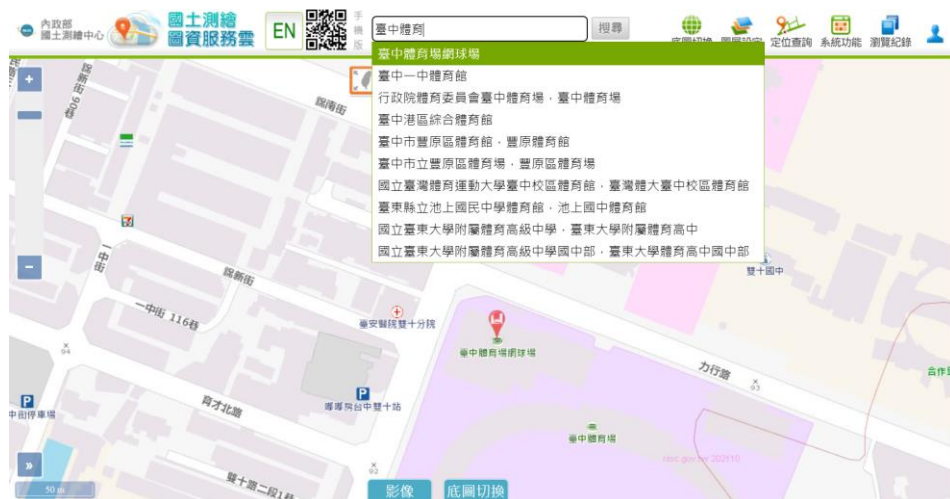 內政部
國土測繪中心
國土測繪
圖資服務雲
EN
手機版
臺中體育
搜尋
底圖切換
圖層設定
定位查詢
系統功能
瀏覽紀錄
臺中體育場網球場
臺中一中體育館
行政院體育委員會臺中體育場．臺中體育場
臺中港區綜合體育館
臺中市豐原區體育館．豐原體育館
臺中市立豐原區體育場．豐原區體育場
國立臺灣體育運動大學臺中校區體育館．臺灣體大臺中校區體育館
臺東縣立池上國民中學體育館．池上國中體育館
國立臺東大學附屬體育高級中學．臺東大學附屬體育高中
國立臺東大學附屬體育高級中學國中部．臺東大學體育高中國中部
+
7
−
一中街
一中街 116巷
雙十國中
臺安醫院雙十分院
臺中體育場網球場
力行路
94
93
合作
P
中街停車場
P
嘟嘟房台中雙十站
育才北路
臺中體育場
nlsc.gov.tw 202110
92
»
50 m
雙十路二段1巷
影像
底圖切換